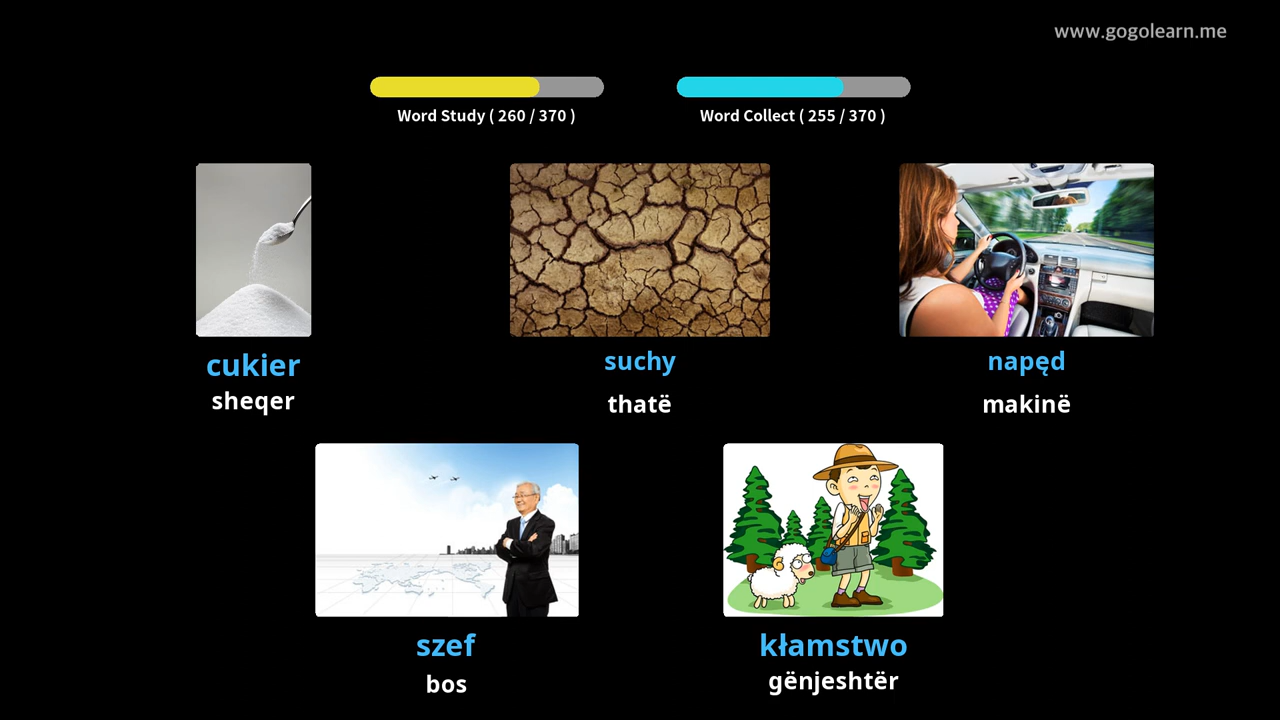 www.gogolearn.me
Word Study ( 260 / 370 )
Word Collect ( 255 / 370 )
cukier
sheqer
suchy
thatë
napęd
makinë
szef
bos
kłamstwo
gënjeshtër